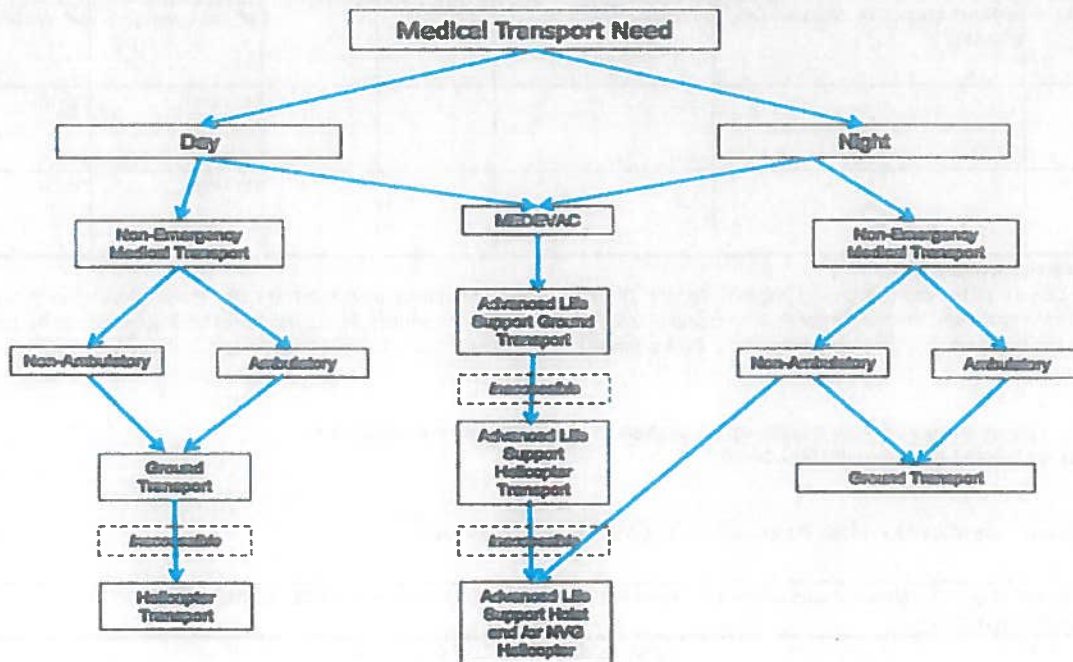 Medical Transport Need
Day
Night
MEDEVAC
Non-Emergency
Medical Transport
Non-Emergency
Medical Transport
Advanced Life
Support Ground
Transport
Non-Ambulatory
Ambulatory
Non-Ambulatory
Ambulatory
Inaccessible
Advanced Life
Support
Helicopter
Transport
Ground
Transport
Ground Transport
Inaccessible
Inaccessible
Helicopter
Transport
Advanced Life
Support Hoist
and /or NVG
Helicopter